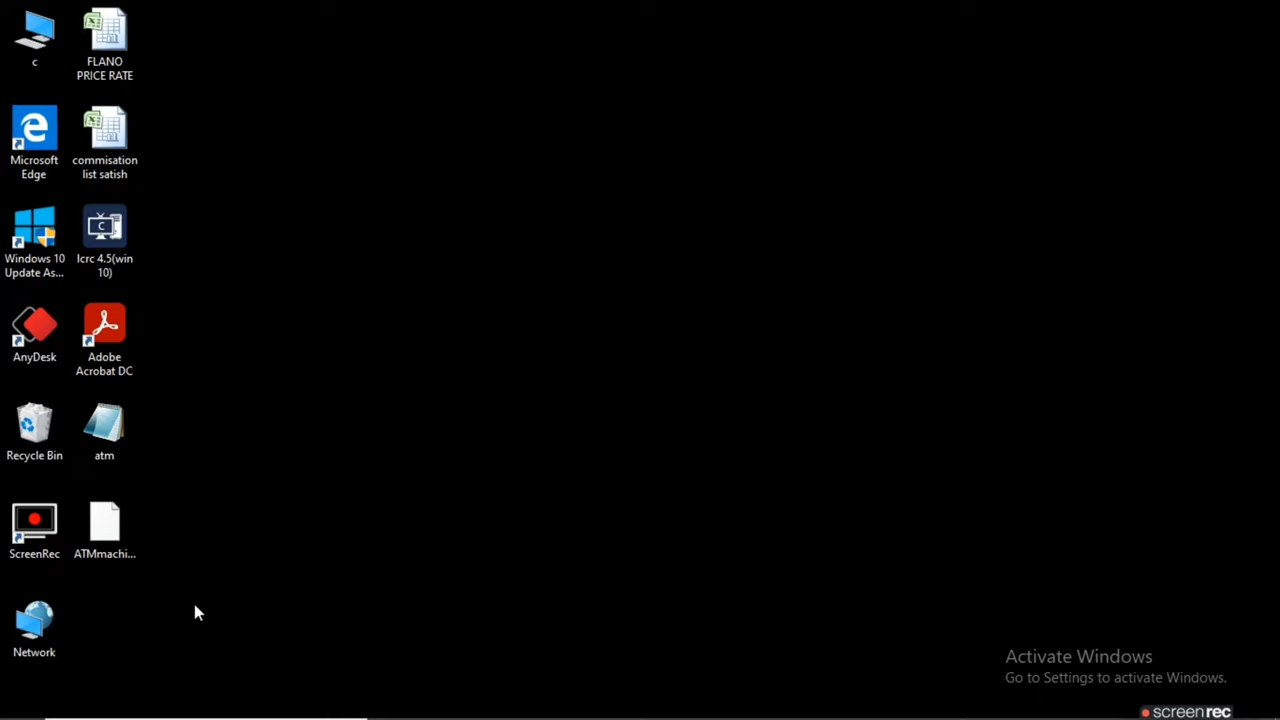 c
FLANO
PRICE RATE
Microsoft
Edge
commisation
list satish
Windows 10
Update As...
C
lcrc 4.5(win
10)
AnyDesk
Adobe
Acrobat DC
Recycle Bin
atm
ScreenRec
ATMmachi...
Network
Activate Windows
Go to Settings to activate Windows.
screenrec